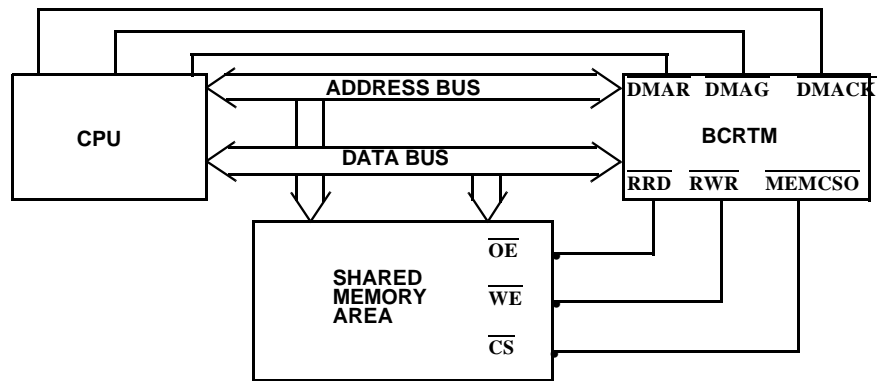 ADDRESS BUS
DMAR DMAG DMACK
CPU
BCRTM
DATA BUS
RRD RWR MEMCSO
OE
SHARED
MEMORY
AREA
WE
CS